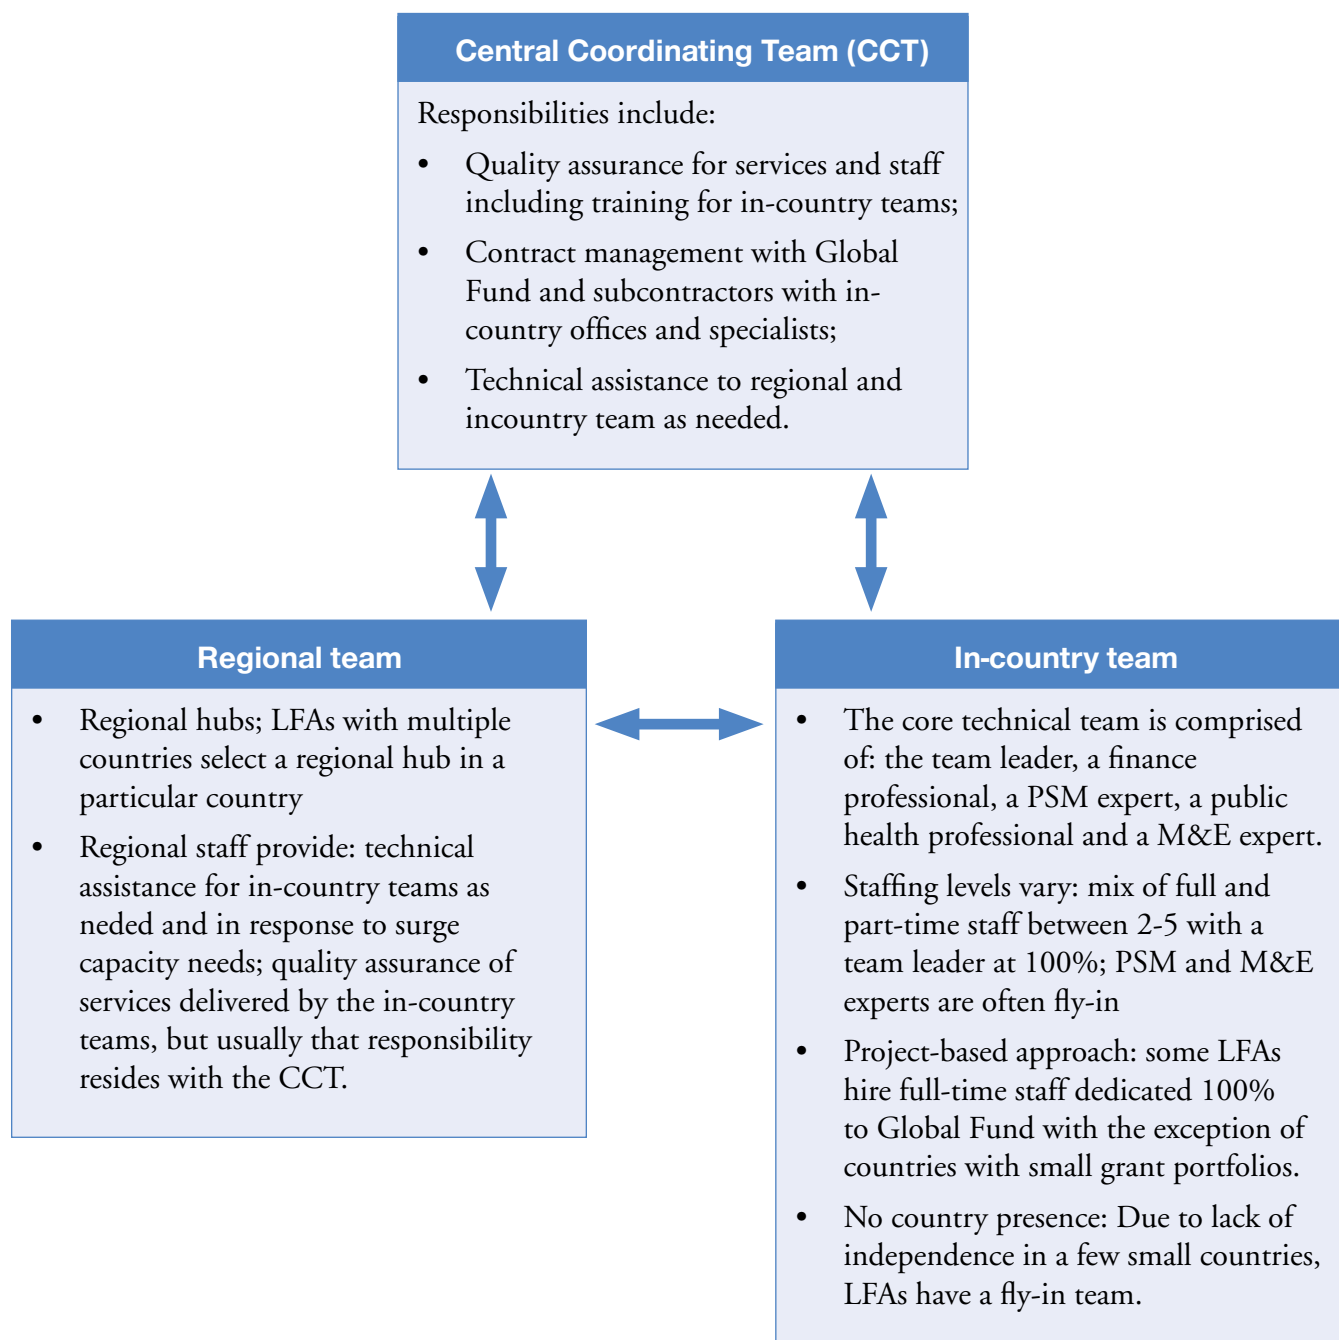 Central Coordinating Team (CCT)
Responsibilities include:
• Quality assurance for services and staff
including training for in-country teams;
• Contract management with Global
Fund and subcontractors with in-
country offices and specialists;
• Technical assistance to regional and
incountry team as needed.
Regional team
• Regional hubs; LFAs with multiple
countries select a regional hub in a
particular country
• Regional staff provide: technical
assistance for in-country teams as
neded and in response to surge
capacity needs; quality assurance of
services delivered by the in-country
teams, but usually that responsibility
resides with the CCT.
In-country team
• The core technical team is comprised
of: the team leader, a finance
professional, a PSM expert, a public
health professional and a M&E expert.
• Staffing levels vary: mix of full and
part-time staff between 2-5 with a
team leader at 100%; PSM and M&E
experts are often fly-in
• Project-based approach: some LFAs
hire full-time staff dedicated 100%
to Global Fund with the exception of
countries with small grant portfolios.
• No country presence: Due to lack of
independence in a few small countries,
LFAs have a fly-in team.